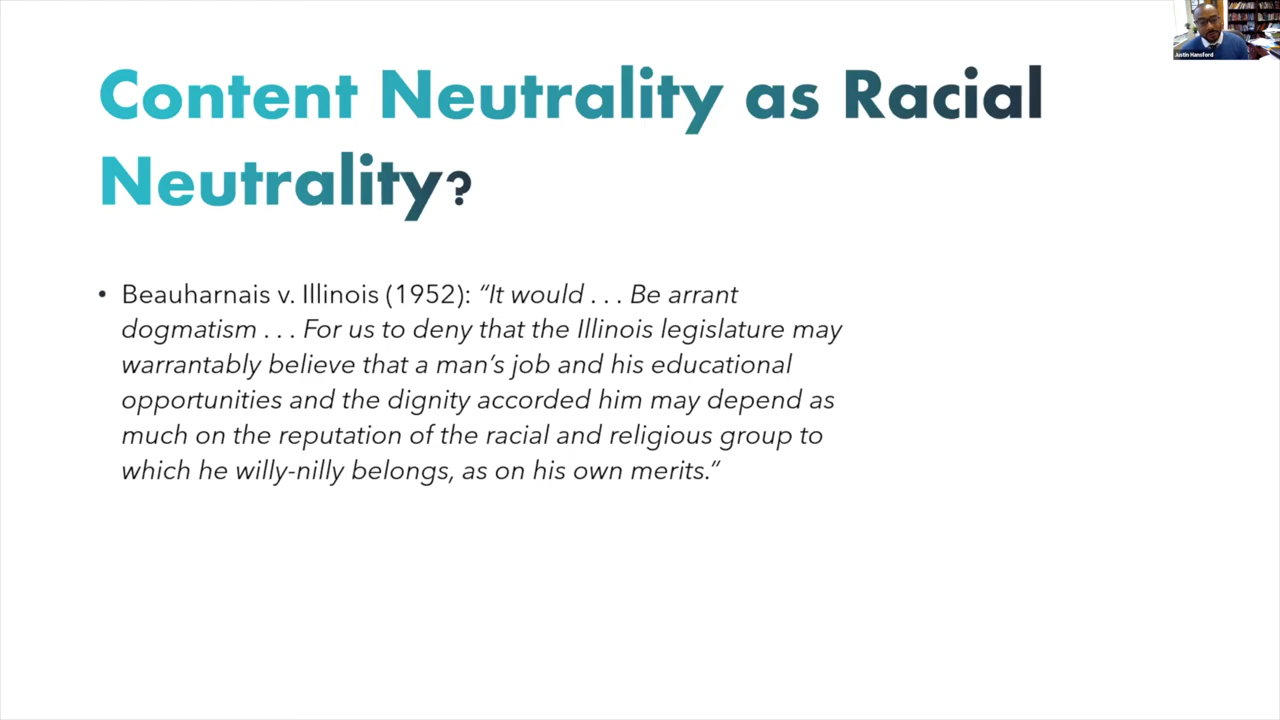 Justin Hansford
Content Neutrality as Racial
Neutrality?
• Beauharnais v. Illinois (1952): “It would . . . Be arrant
dogmatism . . . For us to deny that the Illinois legislature may
warrantably believe that a man’s job and his educational
opportunities and the dignity accorded him may depend as
much on the reputation of the racial and religious group to
which he willy-nilly belongs, as on his own merits.”